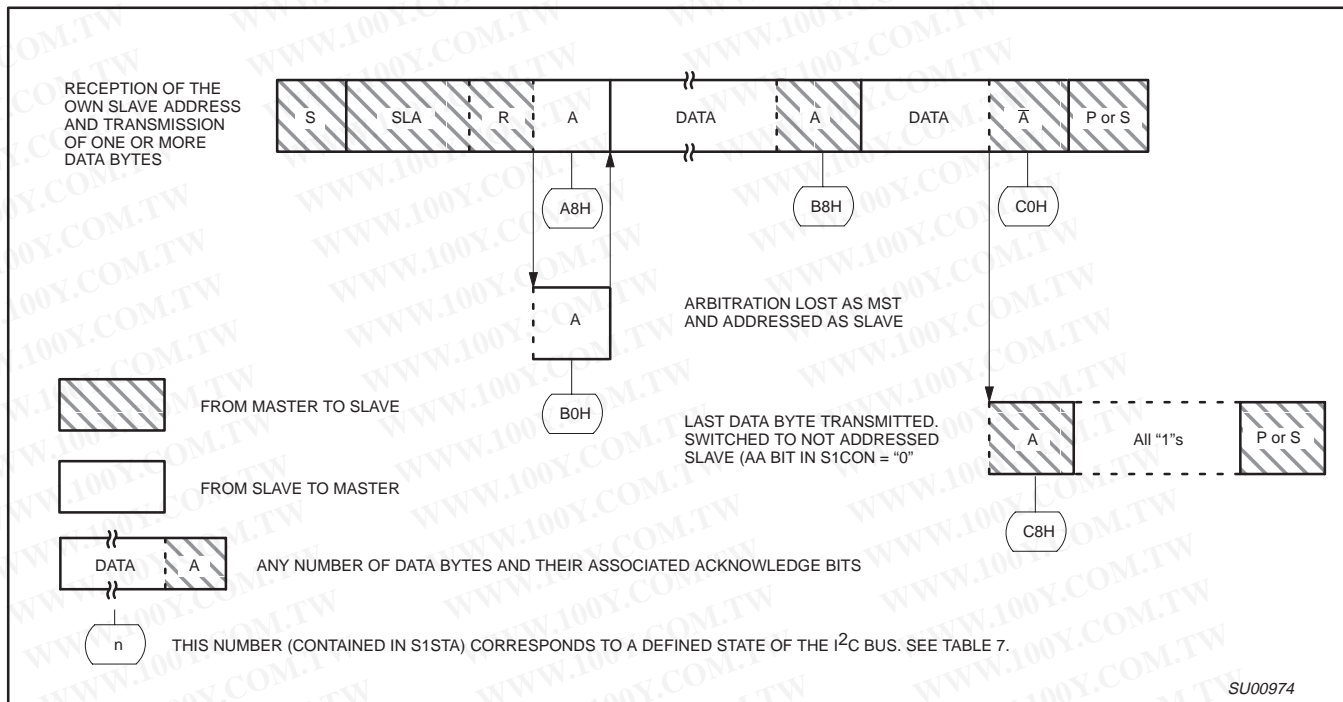 RECEPTION OF THE
OWN SLAVE ADDRESS
AND TRANSMISSION
OF ONE OR MORE
DATA BYTES
S SLA R A DATA A DATA A̅ P or S
A8H B8H C0H
A
ARBITRATION LOST AS MST
AND ADDRESSED AS SLAVE
B0H
LAST DATA BYTE TRANSMITTED.
SWITCHED TO NOT ADDRESSED
SLAVE (AA BIT IN S1CON = “0”
A All “1”s P or S
C8H
FROM MASTER TO SLAVE
FROM SLAVE TO MASTER
DATA A ANY NUMBER OF DATA BYTES AND THEIR ASSOCIATED ACKNOWLEDGE BITS
n THIS NUMBER (CONTAINED IN S1STA) CORRESPONDS TO A DEFINED STATE OF THE I²C BUS. SEE TABLE 7.
SU00974
WWW.100Y.COM.TW